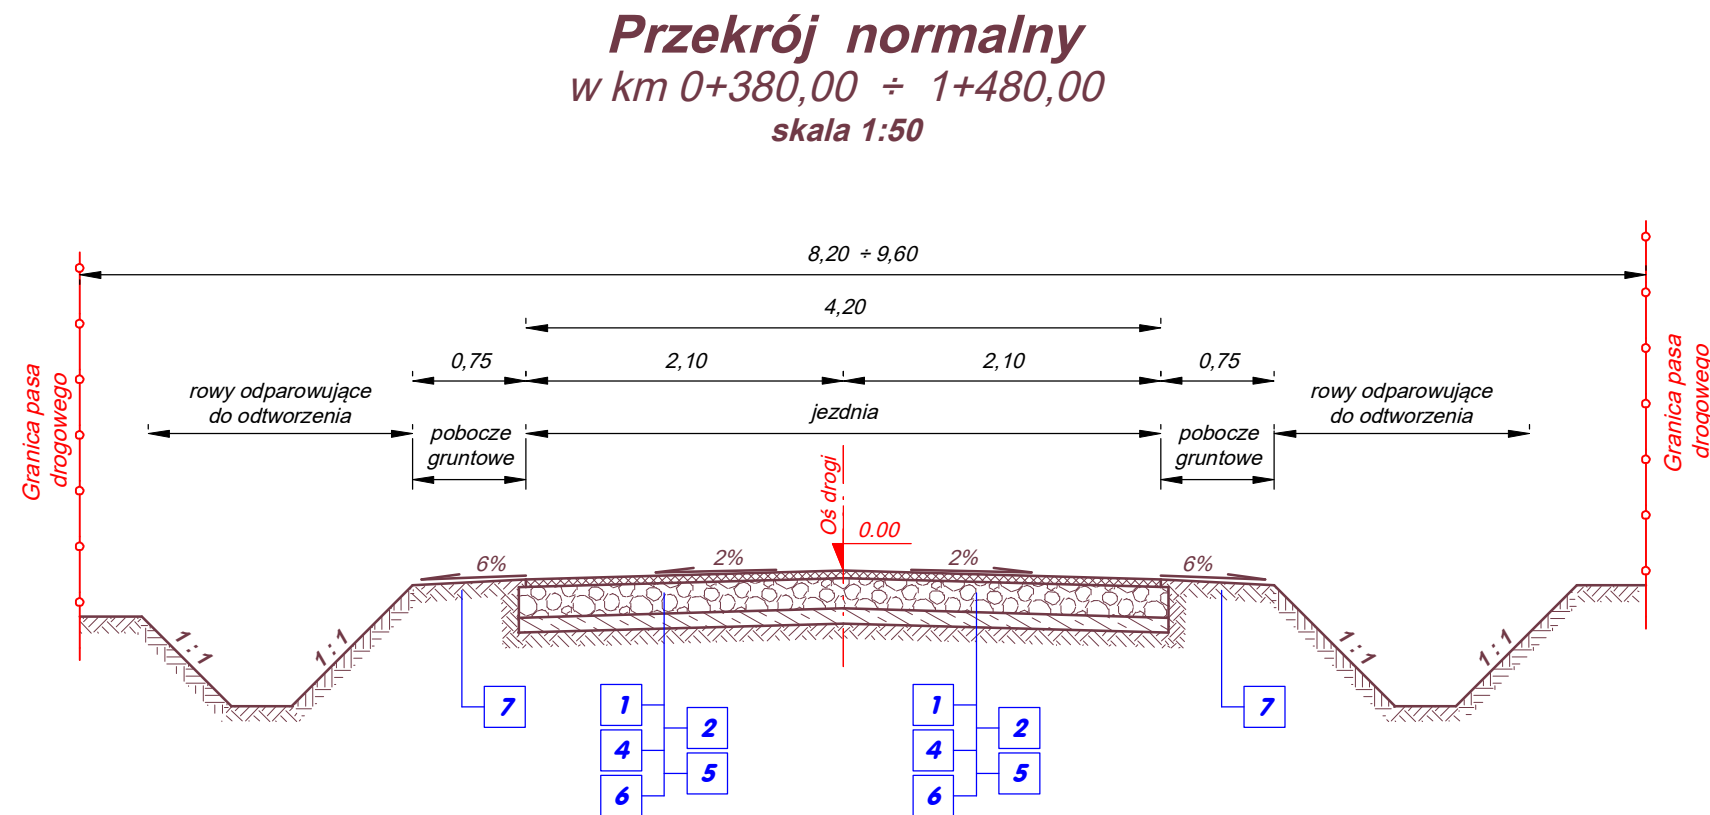 Przekrój normalny
w km 0+380,00 ÷ 1+480,00
skala 1:50
8,20 ÷ 9,60
4,20
0,75
2,10
2,10
0,75
rowy odparowujące
do odtworzenia
jezdnia
rowy odparowujące
do odtworzenia
pobocze
gruntowe
pobocze
gruntowe
Granica pasa
drogowego
Granica pasa
drogowego
Oś drogi
0.00
6%
2%
2%
6%
1:1
1:1
1:1
1:1
7
1
2
4
5
6
1
2
4
5
6
7